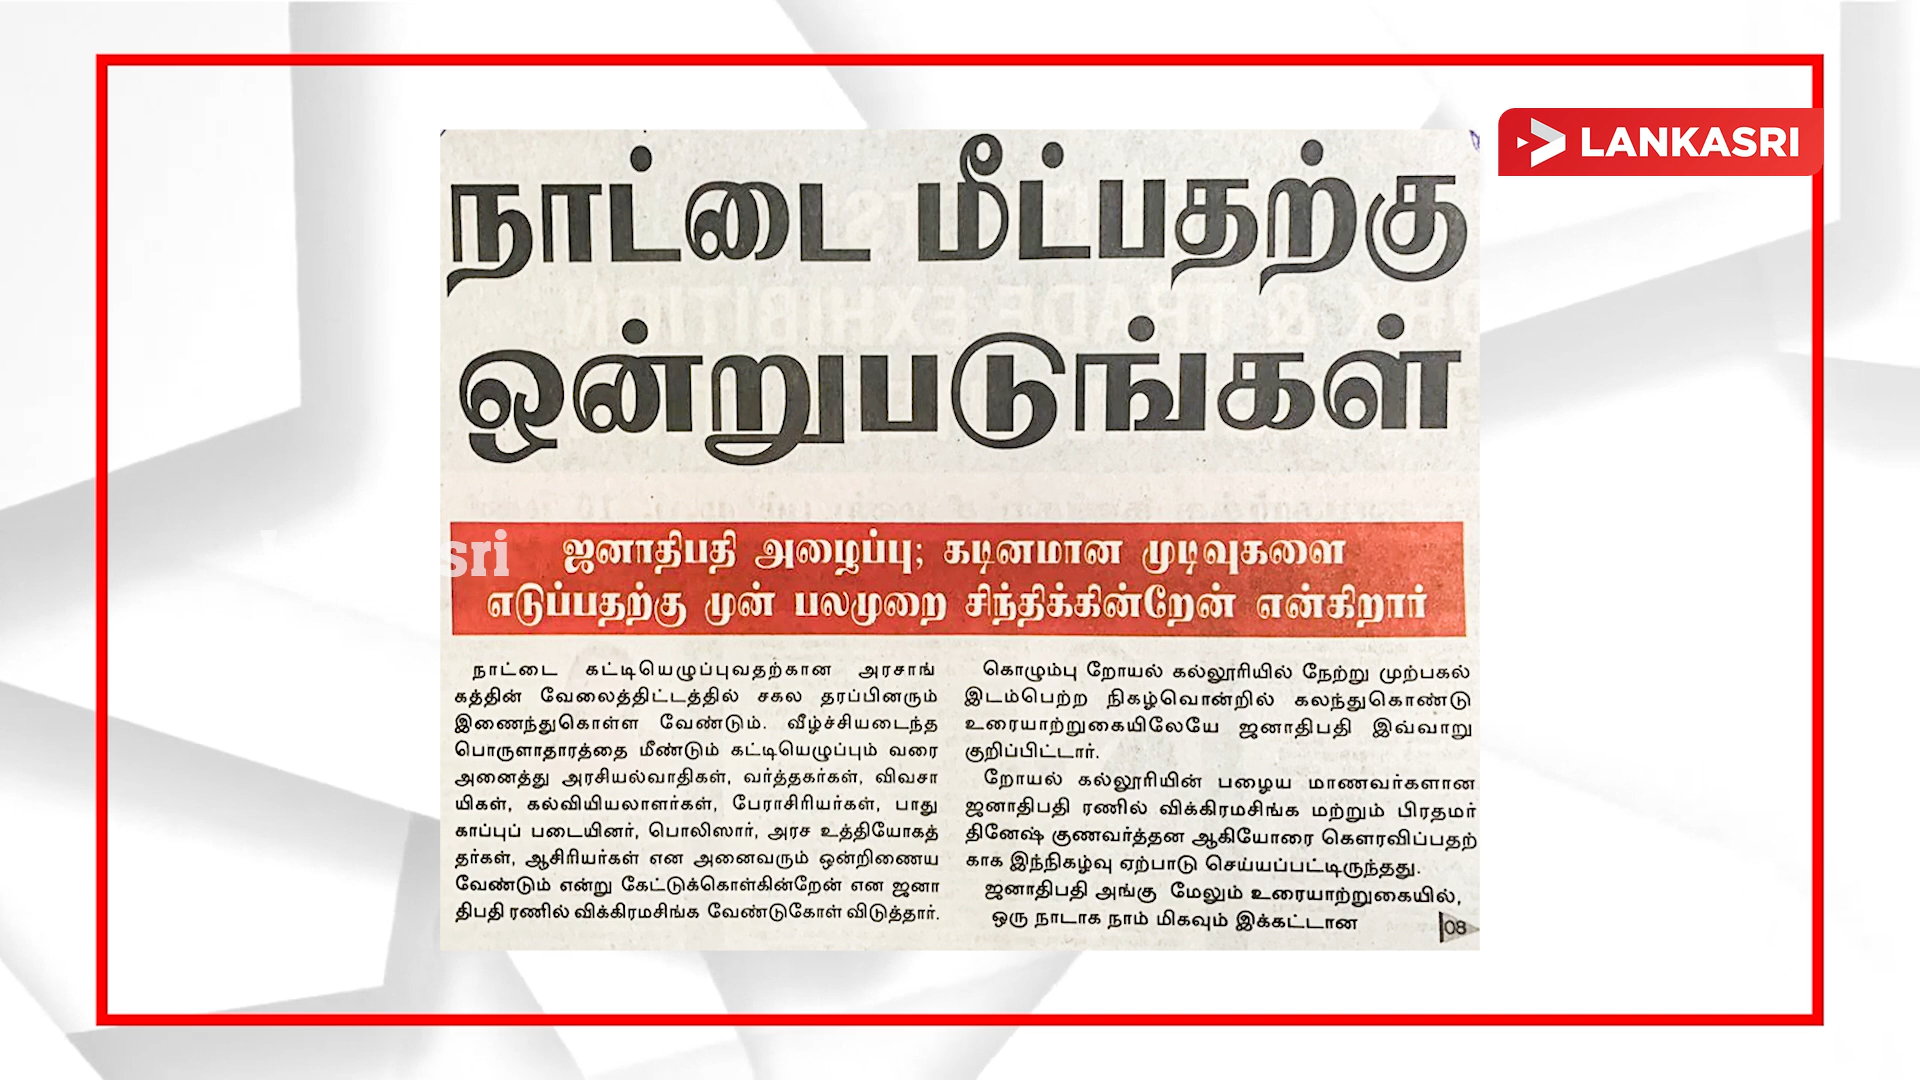 LANKASRI
நாட்டை மீட்பதற்கு
ஒன்றுபடுங்கள்
sri
ஜனாதிபதி அழைப்பு; கடினமான முடிவுகளை
எடுப்பதற்கு முன் பலமுறை சிந்திக்கின்றேன் என்கிறார்
நாட்டை கட்டியெழுப்புவதற்கான அரசாங்
கத்தின் வேலைத்திட்டத்தில் சகல தரப்பினரும்
இணைந்துகொள்ள வேண்டும். வீழ்ச்சியடைந்த
பொருளாதாரத்தை மீண்டும் கட்டியெழுப்பும் வரை
அனைத்து அரசியல்வாதிகள், வர்த்தகர்கள், விவசா
யிகள், கல்வியியலாளர்கள், பேராசிரியர்கள், பாது
காப்புப் படையினர், பொலிஸார், அரச உத்தியோகத்
தர்கள், ஆசிரியர்கள் என அனைவரும் ஒன்றிணைய
வேண்டும் என்று கேட்டுக்கொள்கின்றேன் என ஜனா
திபதி ரணில் விக்கிரமசிங்க வேண்டுகோள் விடுத்தார்.
கொழும்பு றோயல் கல்லூரியில் நேற்று முற்பகல்
இடம்பெற்ற நிகழ்வொன்றில் கலந்துகொண்டு
உரையாற்றுகையிலேயே ஜனாதிபதி இவ்வாறு
குறிப்பிட்டார்.
றோயல் கல்லூரியின் பழைய மாணவர்களான
ஜனாதிபதி ரணில் விக்கிரமசிங்க மற்றும் பிரதமர்
தினேஷ் குணவர்த்தன ஆகியோரை கௌரவிப்பதற்
காக இந்நிகழ்வு ஏற்பாடு செய்யப்பட்டிருந்தது.
ஜனாதிபதி அங்கு மேலும் உரையாற்றுகையில்,
ஒரு நாடாக நாம் மிகவும் இக்கட்டான
08